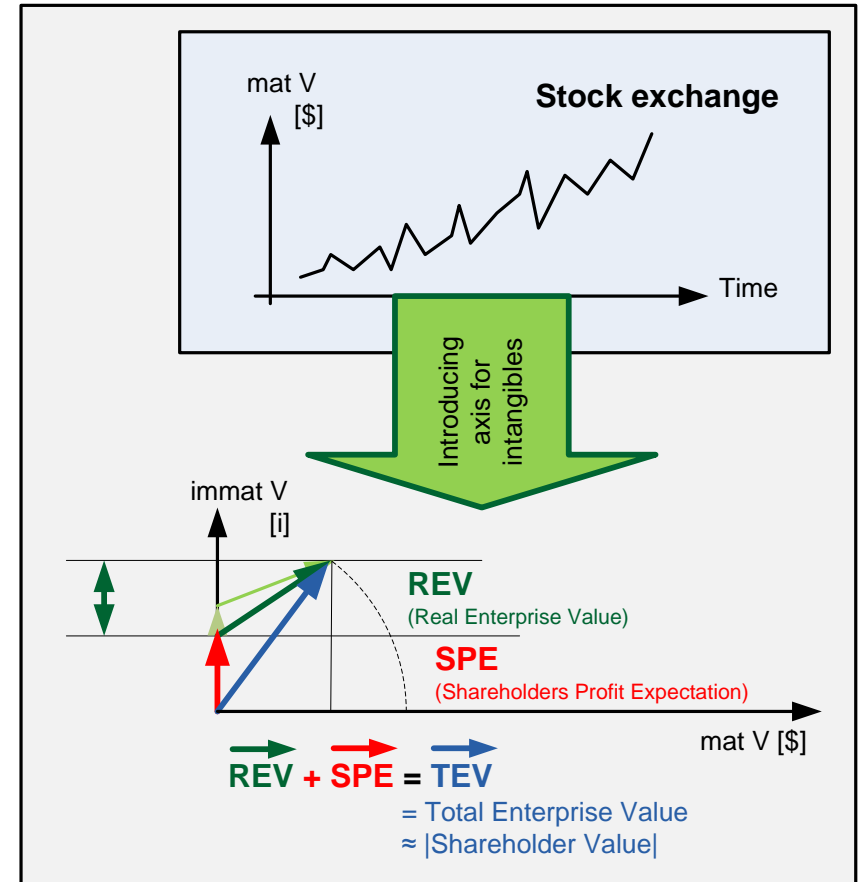 mat V
[$]
Stock exchange
Time
Introducing
axis for
intangibles
immat V
[i]
REV
(Real Enterprise Value)
SPE
(Shareholders Profit Expectation)
mat V [$]
REV + SPE = TEV
= Total Enterprise Value
≈ |Shareholder Value|